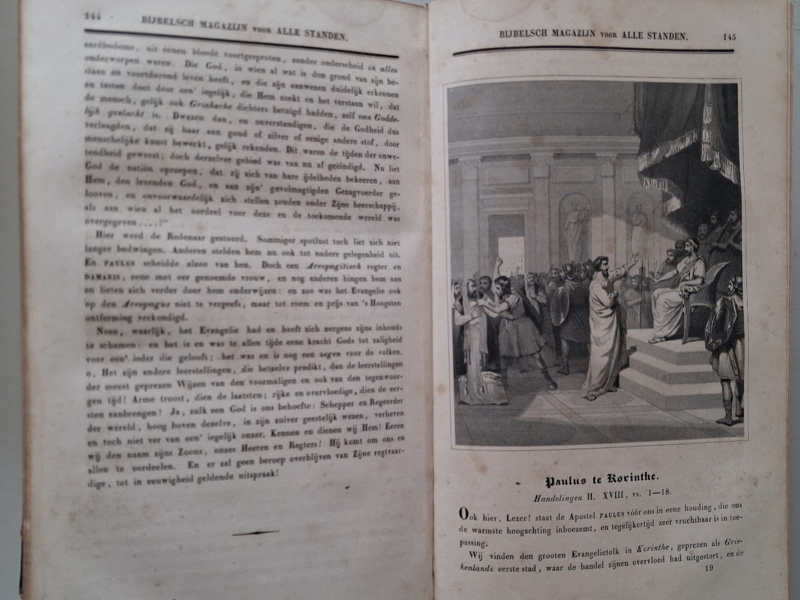 144
BIJBELSCH MAGAZIJN VOOR ALLE STANDEN.
aardbodems, uit éénen bloede voortgesproten, zonder onderscheid in alles
onderworpen waren. Die God, in wien al wat is den grond van zijn be-
staan en voortdurend leven heeft, en die zijn aanwezen duidelijk erkennen
en tasten doet door een' iegelijk, die Hem zoekt en het verstaan wil, dat
de mensch, gelijk ook Grieksche dichters betuigd hadden, zelf van Godde-
lijk geslacht is. Dwazen dan, en onverstandigen, die de Godheid dus
verlaagden, dat zij haar aan goud of zilver of eenige andere stof, door
menschelijke kunst bewerkt, gelijk rekenden. Dit waren de tijden der onwe-
tendheid geweest; doch derzelver gebied was van nu af geëindigd. Nu liet
God de natiën oproepen, dat zij zich van hare ijdelheden bekeeren, aan
Hem, den levenden God, en aan zijn' gevolmagtigden Gezagvoerder ge-
looven, en onvoorwaardelijk zich stellen zouden onder Zijne heerschappij,
als aan wien al het oordeel voor deze en de toekomende wereld was
overgegeven....!"
Hier werd de Redenaar gestoord. Sommiger spotlust toch liet zich niet
langer bedwingen. Anderen stelden hem nu ook tot nadere gelegenheid uit.
En PAULUS scheidde alzoo van hen. Doch een Areopagitisch regter en
DAMARIS, eene met eer genoemde vrouw, en nog anderen hingen hem aan
en lieten zich verder door hem onderwijzen: en zoo was het Evangelie ook
op den Areopagus niet te vergeefs, maar tot roem en prijs van 's Hoogsten
ontferming verkondigd.
Neen, waarlijk, het Evangelie had en heeft zich nergens zijns inhouds
te schamen: en het is en was te allen tijde eene kracht Gods tot zaligheid
voor een' ieder die gelooft; het was en is nog een zegen voor de volken.
o, Het zijn andere leerstellingen, die hetzelve predikt, dan de leerstellingen
der meest geprezen Wijzen van den voormaligen en ook van den tegenwoor-
digen tijd! Arme troost, dien de laatsten; rijke en overvloedige, dien de eer-
sten aanbrengen! Ja, zulk een God is ons behoefte: Schepper en Regeerder
der wereld, hoog boven dezelve, in zijn zuiver geestelijk wezen, verheven
en toch niet ver van een' iegelijk onzer. Kennen en dienen wij Hem! Eeren
wij den naam zijns Zoons, onzes Heeren en Regters! Hij komt om ons en
allen te oordeelen. En er zal geen beroep overblijven van Zijne regtvaar-
dige, tot in eeuwigheid geldende uitspraak!
BIJBELSCH MAGAZIJN VOOR ALLE STANDEN.
145
Paulus te Korinthe.
Handelingen H. XVIII, vs. 1—18.
Ook hier, Lezer! staat de Apostel PAULUS vóór ons in eene houding, die ons
de warmste hoogachting inboezemt, en tegelijkertijd zeer vruchtbaar is in toe-
passing.
Wij vinden den grooten Evangelietolk in Korinthe, geprezen als Grie-
kenlands eerste stad, waar de handel zijnen overvloed had uitgestort, en de
19